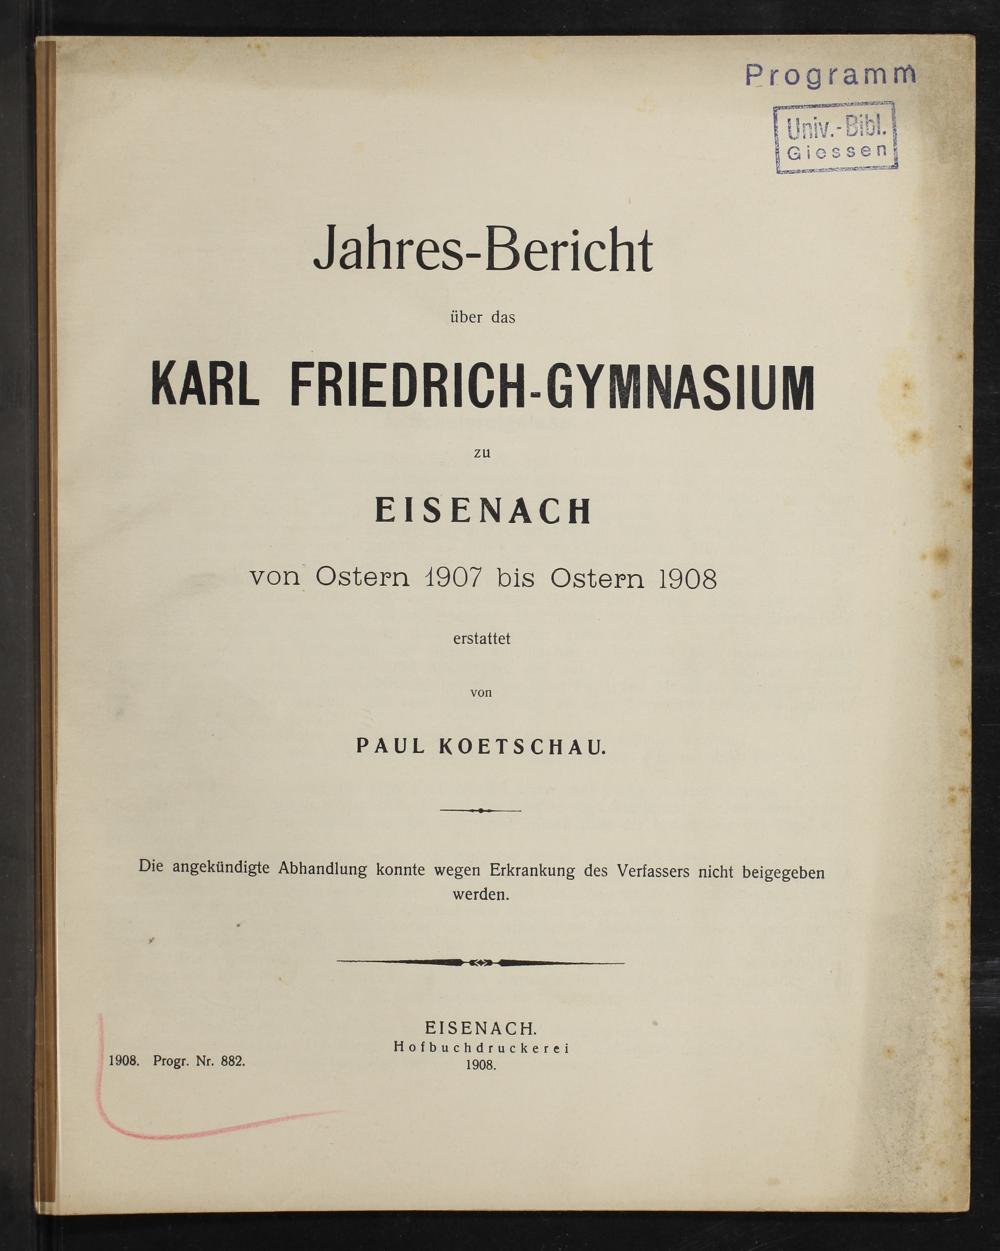 Programm
Univ.-Bibl.
Giessen
Jahres-Bericht
über das
KARL FRIEDRICH-GYMNASIUM
zu
EISENACH
von Ostern 1907 bis Ostern 1908
erstattet
von
PAUL KOETSCHAU.
Die angekündigte Abhandlung konnte wegen Erkrankung des Verfassers nicht beigegeben
werden.
EISENACH.
Hofbuchdruckerei
1908.
1908. Progr. Nr. 882.